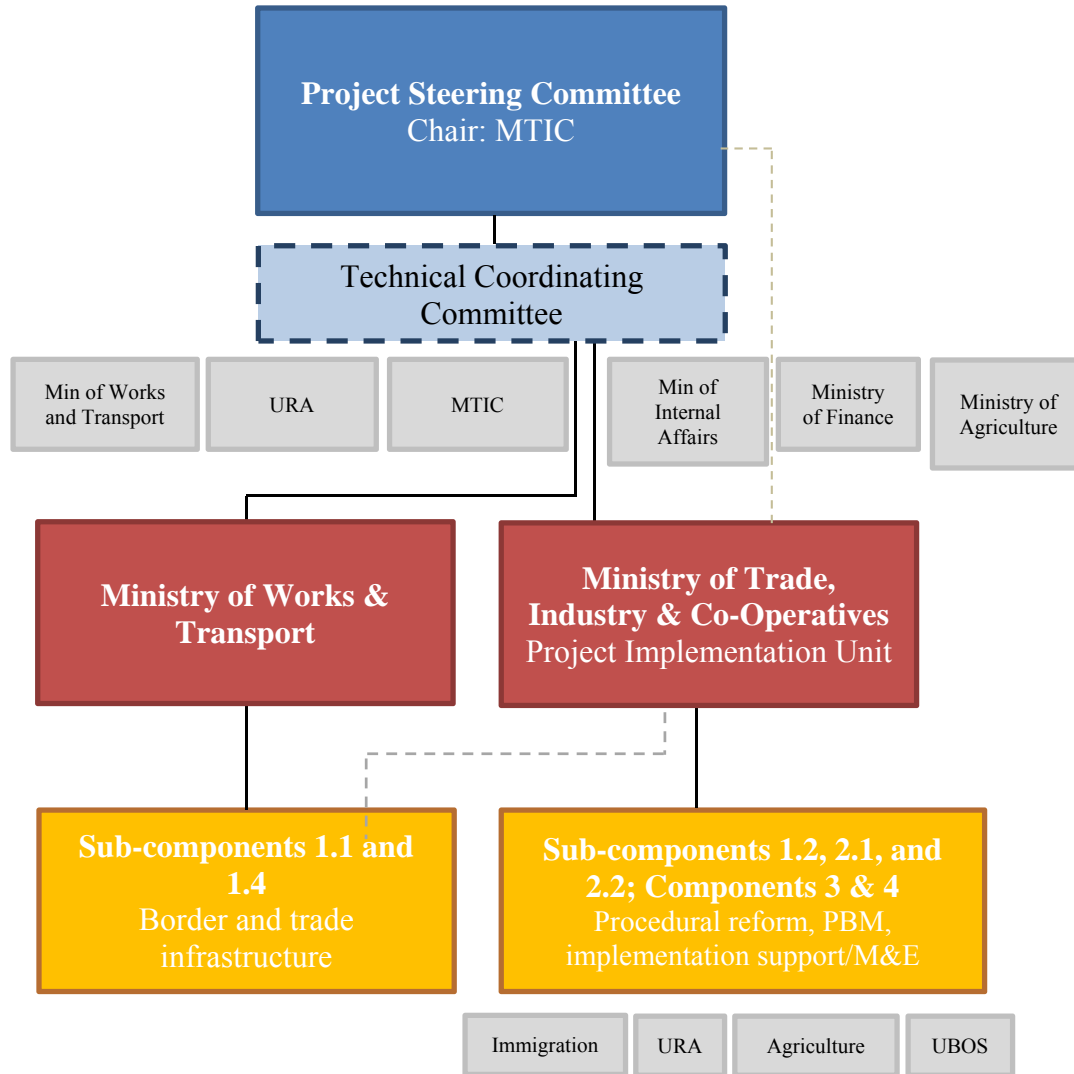 Project Steering Committee
Chair: MTIC
Technical Coordinating
Committee
Min of Works
and Transport
URA
MTIC
Min of
Internal
Affairs
Ministry
of Finance
Ministry of
Agriculture
Ministry of Works &
Transport
Ministry of Trade,
Industry & Co-Operatives
Project Implementation Unit
Sub-components 1.1 and
1.4
Border and trade
infrastructure
Sub-components 1.2, 2.1, and
2.2; Components 3 & 4
Procedural reform, PBM,
implementation support/M&E
Immigration
URA
Agriculture
UBOS